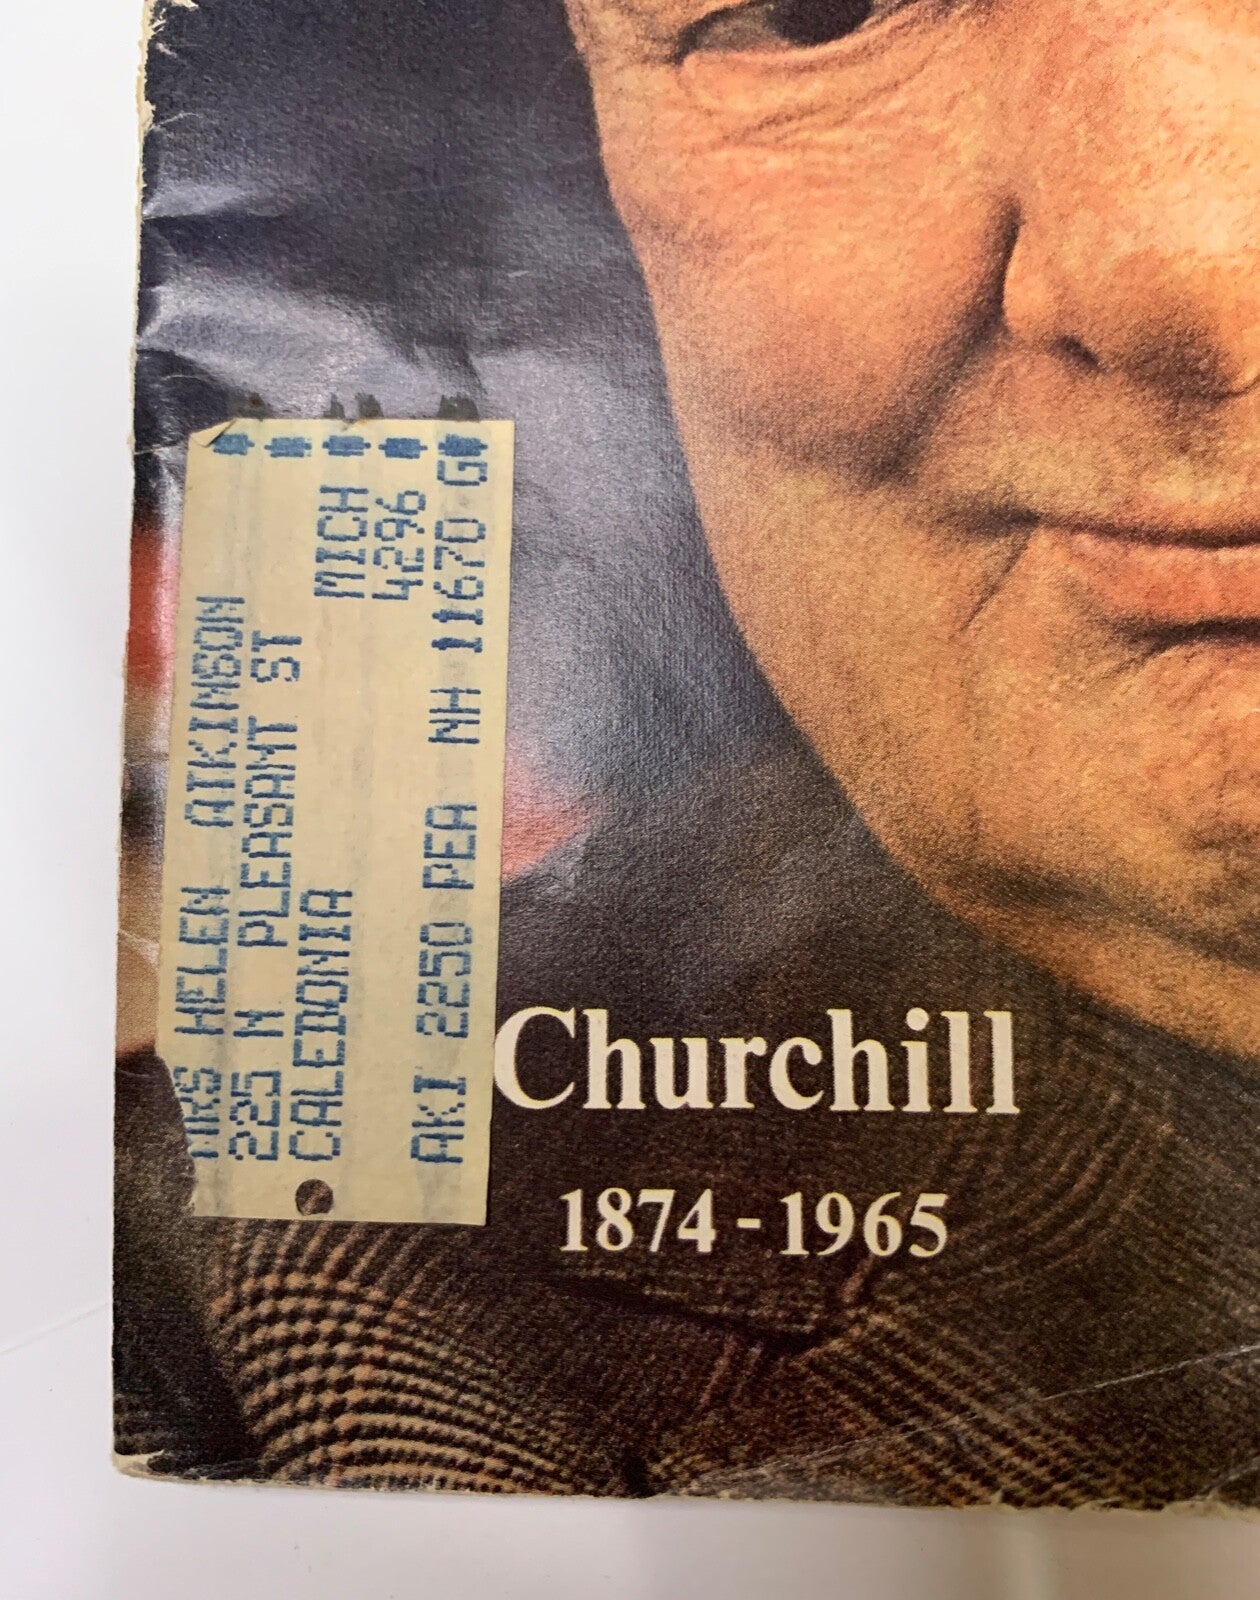 MRS HELEN ATKINSON
225 N PLEASANT ST
CALEDONIA MICH
4296
AKI 2250 PEA NH 11670 G
Churchill
1874 - 1965